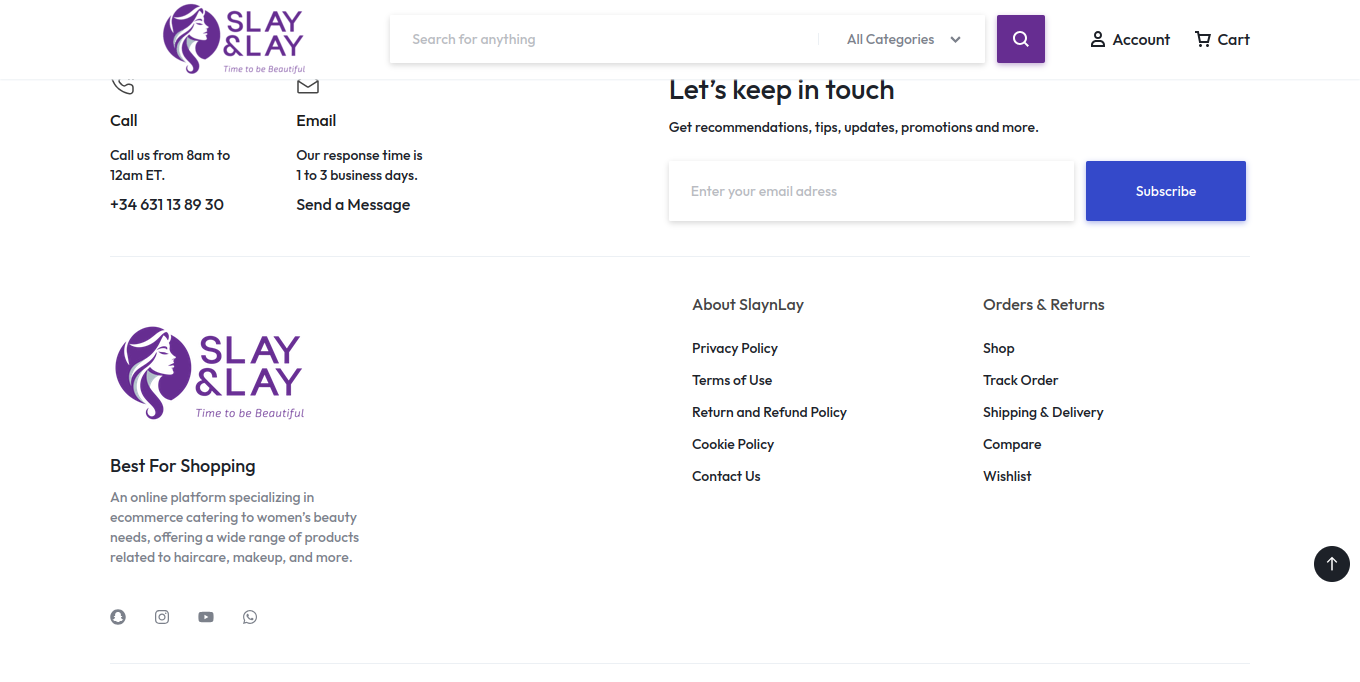 SLAY
&LAY
Time to be Beautiful
Search for anything
All Categories
Account
Cart
Call
Call us from 8am to
12am ET.
+34 631 13 89 30
Email
Our response time is
1 to 3 business days.
Send a Message
Let’s keep in touch
Get recommendations, tips, updates, promotions and more.
Enter your email adress
Subscribe
SLAY
&LAY
Time to be Beautiful
Best For Shopping
An online platform specializing in
ecommerce catering to women’s beauty
needs, offering a wide range of products
related to haircare, makeup, and more.
About SlaynLay
Privacy Policy
Terms of Use
Return and Refund Policy
Cookie Policy
Contact Us
Orders & Returns
Shop
Track Order
Shipping & Delivery
Compare
Wishlist